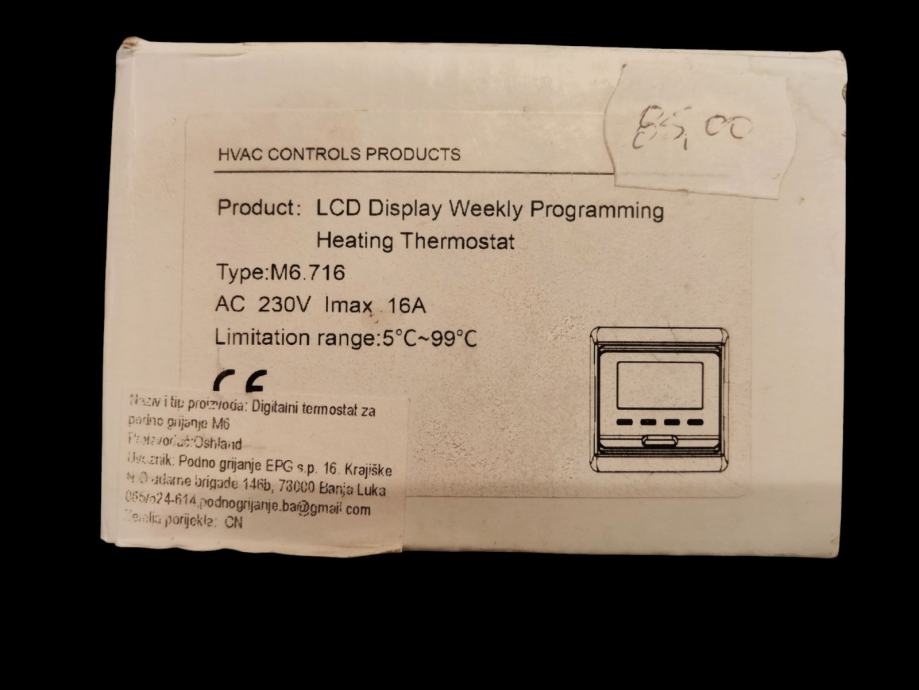 85,00
HVAC CONTROLS PRODUCTS
Product: LCD Display Weekly Programming
Heating Thermostat
Type:M6.716
AC 230V Imax 16A
Limitation range:5°C~99°C
CE
Naziv i tip proizvoda: Digitalni termostat za
podno grijanje M6
Proizvođač:Oshland
Uvoznik: Podno grijanje EPG s.p. 16. Krajiške
N.O udarne brigade 146b, 78000 Banja Luka
065/624-614,podnogrijanje.ba@gmail.com
Zemlja porijekla: CN